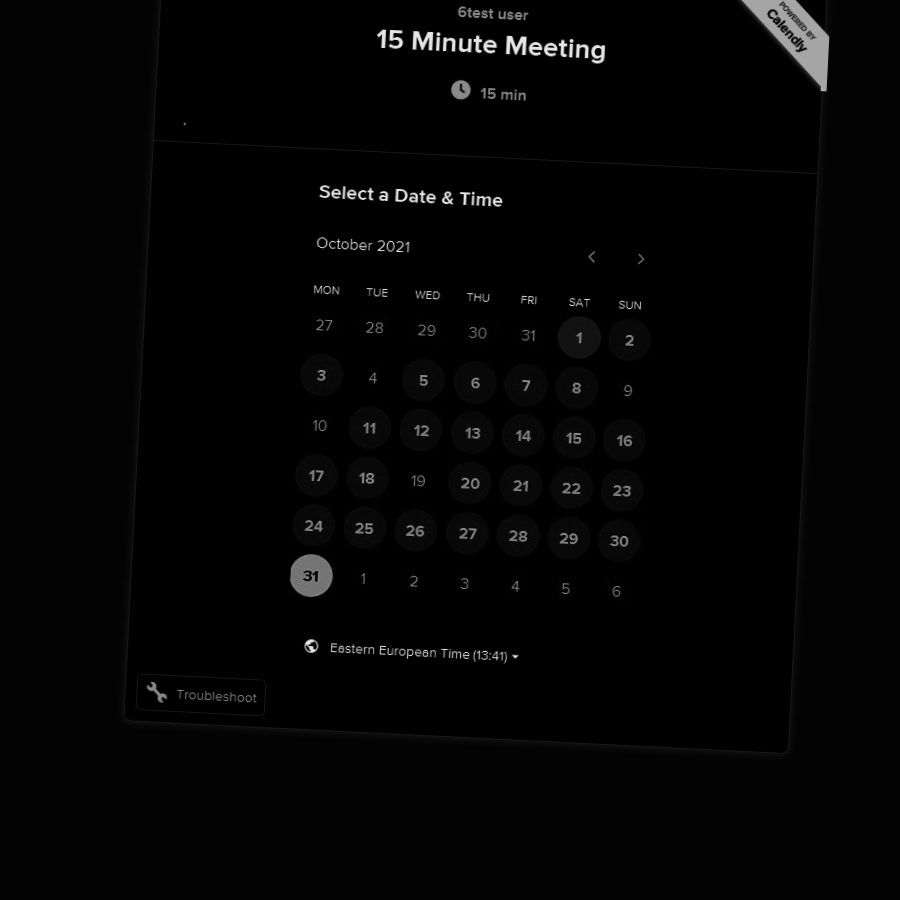 6test user
POWERED BY
Calendly
15 Minute Meeting
15 min
Select a Date & Time
October 2021
MON TUE WED THU FRI SAT SUN
27 28 29 30 31 1 2
3 4 5 6 7 8 9
10 11 12 13 14 15 16
17 18 19 20 21 22 23
24 25 26 27 28 29 30
31 1 2 3 4 5 6
Eastern European Time (13:41)
Troubleshoot